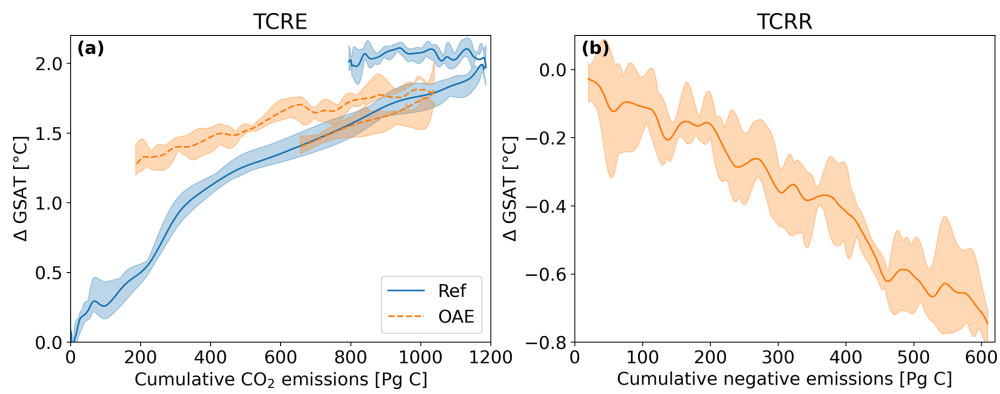 TCRE
(a)
Δ GSAT [°C]
2.0
1.5
1.0
0.5
0.0
0 200 400 600 800 1000 1200
Cumulative CO₂ emissions [Pg C]
Ref
OAE
TCRR
(b)
Δ GSAT [°C]
0.0
−0.2
−0.4
−0.6
−0.8
0 100 200 300 400 500 600
Cumulative negative emissions [Pg C]